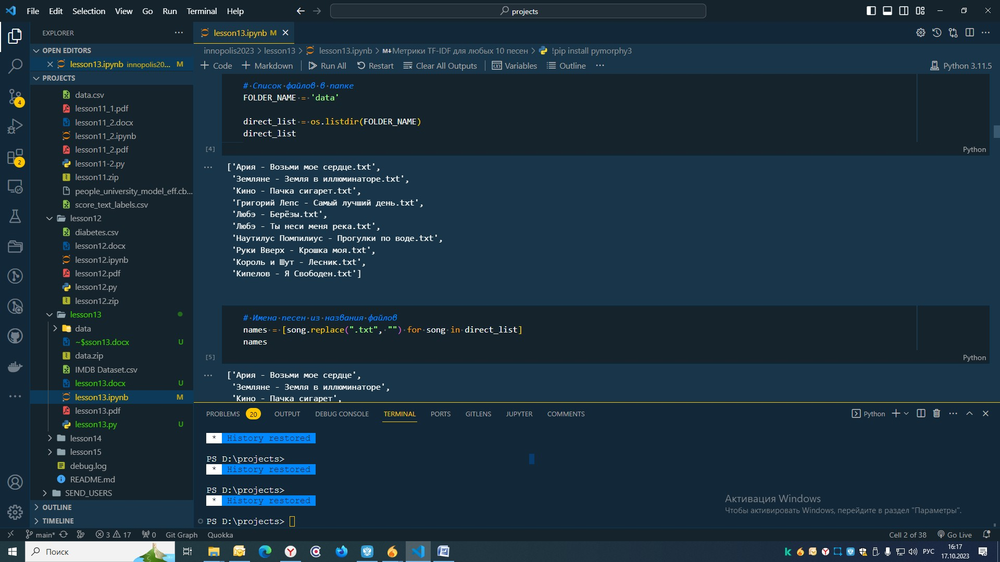 File Edit Selection View Go Run Terminal Help
projects
EXPLORER
OPEN EDITORS
lesson13.ipynb innopolis20... M
PROJECTS
data.csv
lesson11_1.pdf
lesson11_2.docx
lesson11_2.ipynb
lesson11_2.pdf
lesson11-2.py
lesson11.zip
people_university_model_eff.cb...
score_text_labels.csv
lesson12
diabetes.csv
lesson12.docx
lesson12.ipynb
lesson12.pdf
lesson12.py
lesson12.zip
lesson13
data
~$sson13.docx U
data.zip
IMDB Dataset.csv
lesson13.docx U
lesson13.ipynb M
lesson13.pdf
lesson13.py U
lesson14
lesson15
debug.log
README.md
SEND_USERS
OUTLINE
TIMELINE
4
2
lesson13.ipynb M
innopolis2023 > lesson13 > lesson13.ipynb > M↓Метрики TF-IDF для любых 10 песен > !pip install pymorphy3
Code Markdown Run All Restart Clear All Outputs Variables Outline ... Python 3.11.5
# Список файлов в папке
FOLDER_NAME = 'data'
direct_list = os.listdir(FOLDER_NAME)
direct_list
[4] Python
['Ария - Возьми мое сердце.txt',
'Земляне - Земля в иллюминаторе.txt',
'Кино - Пачка сигарет.txt',
'Григорий Лепс - Самый лучший день.txt',
'Любэ - Берёзы.txt',
'Любэ - Ты неси меня река.txt',
'Наутилус Помпилиус - Прогулки по воде.txt',
'Руки Вверх - Крошка моя.txt',
'Король и Шут - Лесник.txt',
'Кипелов - Я Свободен.txt']
# Имена песен из названия файлов
names = [song.replace(".txt", "") for song in direct_list]
names
[5] Python
['Ария - Возьми мое сердце',
'Земляне - Земля в иллюминаторе',
'Кино - Пачка сигарет',
PROBLEMS 20 OUTPUT DEBUG CONSOLE TERMINAL PORTS GITLENS JUPYTER COMMENTS Python
* History restored
PS D:\projects>
* History restored
PS D:\projects>
* History restored
PS D:\projects>
Активация Windows
Чтобы активировать Windows, перейдите в раздел "Параметры".
main* 3 17 0 Git Graph Quokka Cell 2 of 38 Go Live
Поиск РУС 16:17
17.10.2023